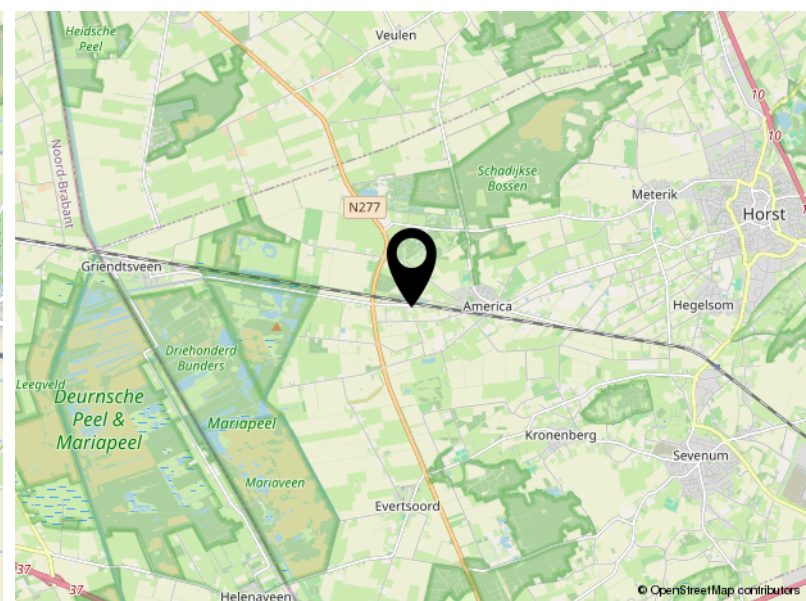 Heidsche
Peel
Veulen
10
10
Noord-Brabant
Schadijkse
Bossen
Meterik
N277
Horst
Griendtsveen
America
Hegelsom
Driehonderd
Bunders
Leegveld
Deurnsche
Peel &
Mariapeel
Mariapeel
Kronenberg
Sevenum
Mariaveen
Evertsoord
37
37
Helenaveen
© OpenStreetMap contributors